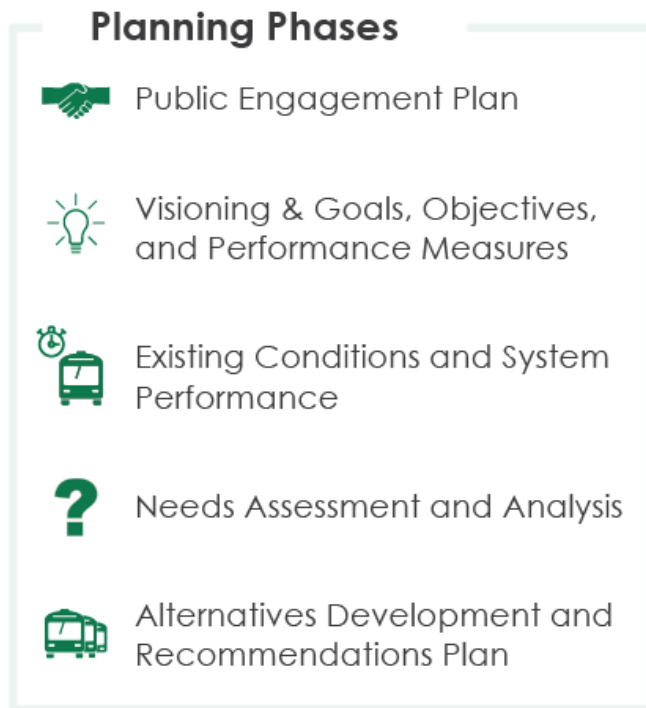 Planning Phases
Public Engagement Plan
Visioning & Goals, Objectives,
and Performance Measures
Existing Conditions and System
Performance
Needs Assessment and Analysis
Alternatives Development and
Recommendations Plan